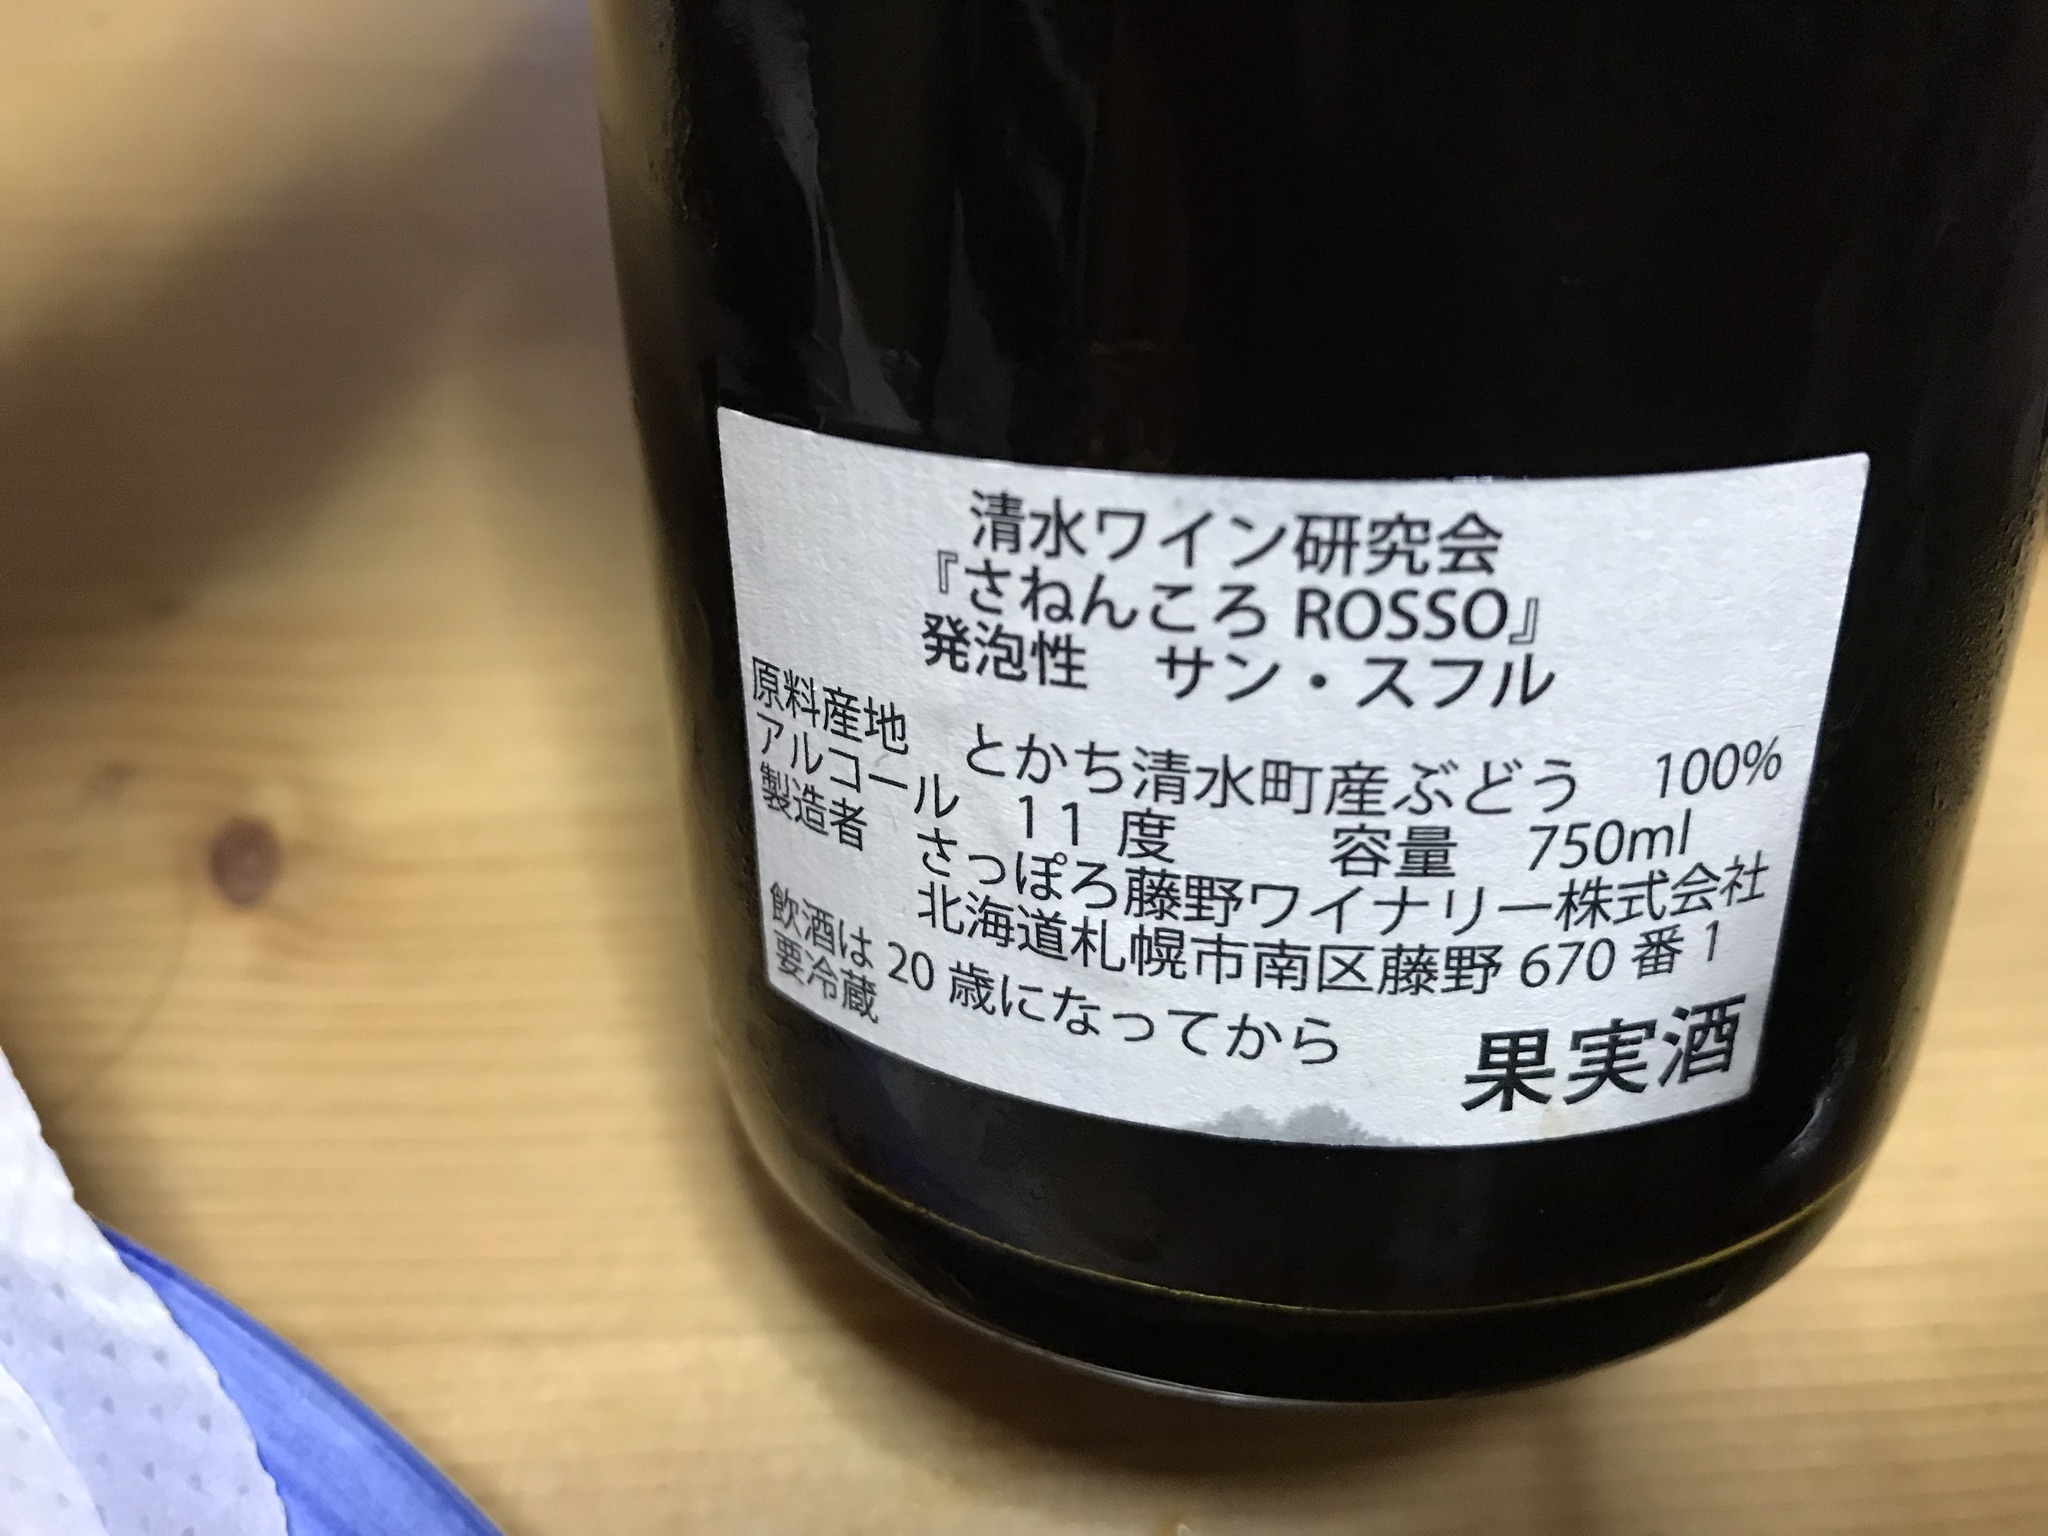 清水ワイン研究会
『さねんころ ROSSO』
発泡性　サン・スフル
原料産地　とかち清水町産ぶどう　100%
アルコール　11 度　　容量　750ml
製造者　さっぽろ藤野ワイナリー株式会社
北海道札幌市南区藤野 670 番 1
飲酒は 20 歳になってから
要冷蔵
果実酒